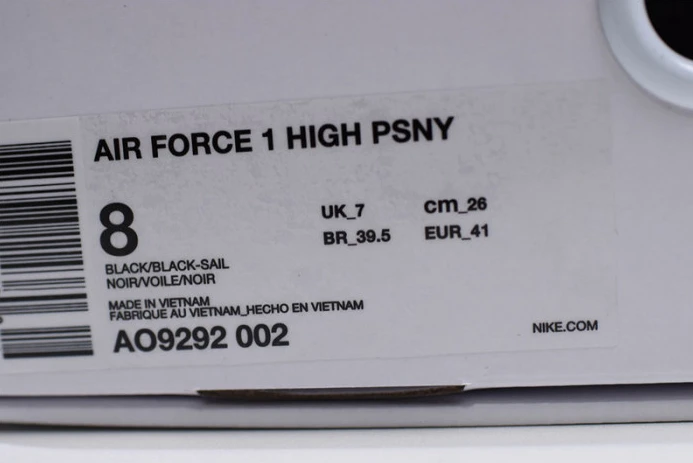 AIR FORCE 1 HIGH PSNY
8
UK_7 cm_26
BR_39.5 EUR_41
BLACK/BLACK-SAIL
NOIR/VOILE/NOIR
MADE IN VIETNAM
FABRIQUE AU VIETNAM_HECHO EN VIETNAM
AO9292 002
NIKE.COM